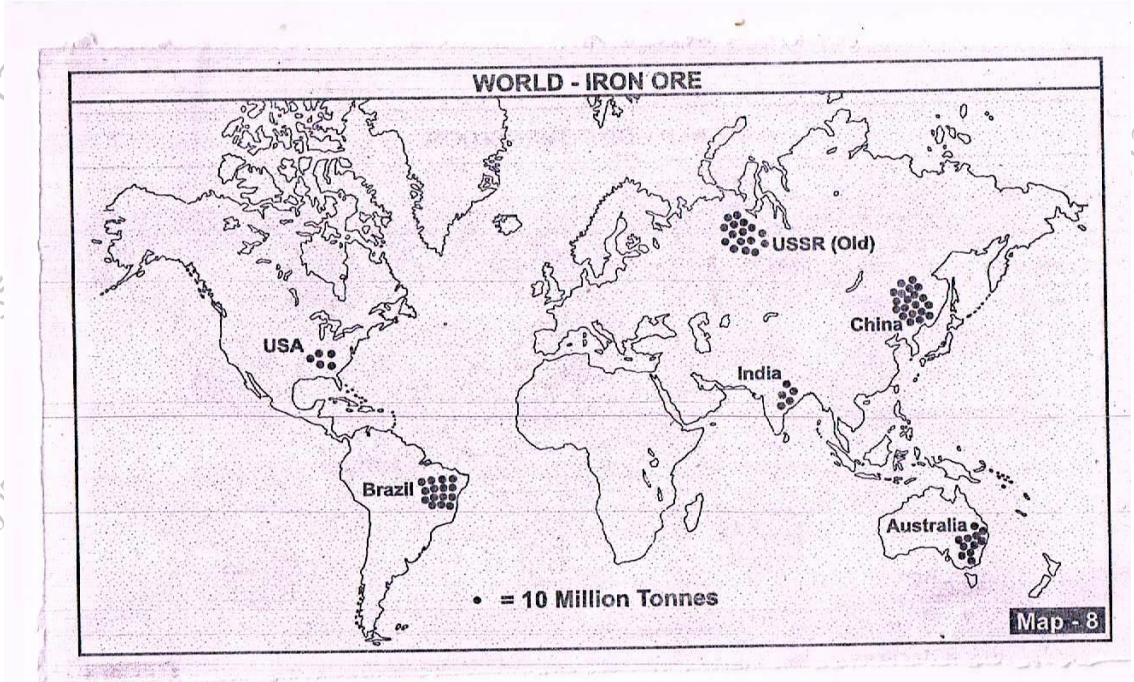 WORLD - IRON ORE
USSR (Old)
China
USA
India
Brazil
Australia
• = 10 Million Tonnes
Map - 8